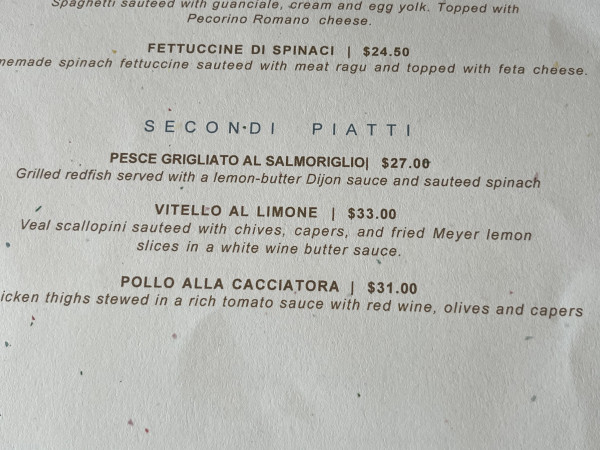 Spaghetti sauteed with guanciale, cream and egg yolk. Topped with
Pecorino Romano cheese.
FETTUCCINE DI SPINACI | $24.50
spinach fettuccine sauteed with meat ragu and topped with feta cheese.
SECONDI PIATTI
PESCE GRIGLIATO AL SALMORIGLIO| $27.00
Grilled redfish served with a lemon-butter Dijon sauce and sauteed spinach
VITELLO AL LIMONE | $33.00
Veal scallopini sauteed with chives, capers, and fried Meyer lemon
slices in a white wine butter sauce.
POLLO ALLA CACCIATORA | $31.00
thighs stewed in a rich tomato sauce with red wine, olives and capers